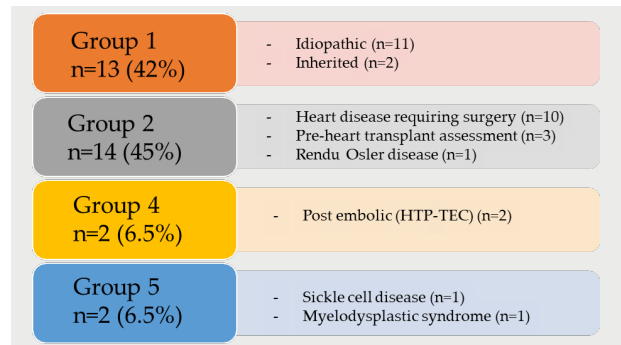 Group 1
n=13 (42%)
- Idiopathic (n=11)
- Inherited (n=2)
Group 2
n=14 (45%)
- Heart disease requiring surgery (n=10)
- Pre-heart transplant assessment (n=3)
- Rendu Osler disease (n=1)
Group 4
n=2 (6.5%)
- Post embolic (HTP-TEC) (n=2)
Group 5
n=2 (6.5%)
- Sickle cell disease (n=1)
- Myelodysplastic syndrome (n=1)